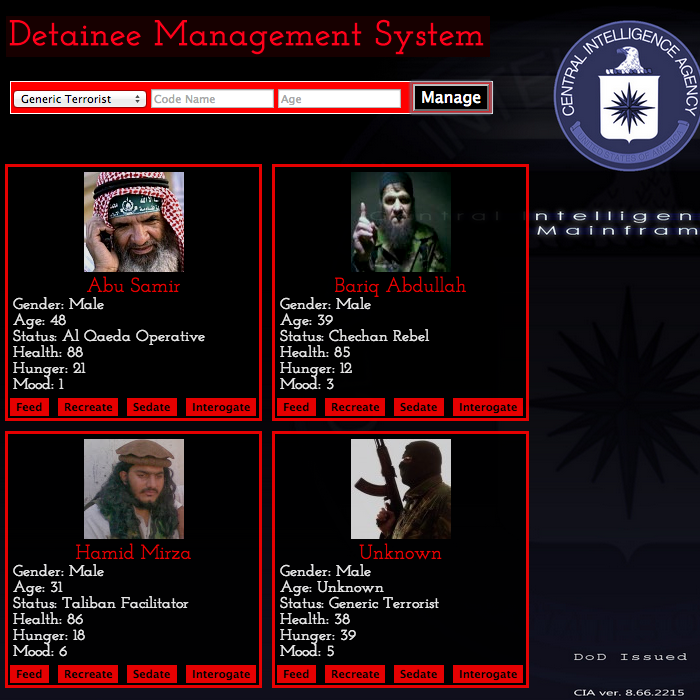 Detainee Management System
Generic Terrorist Code Name Age Manage
CENTRAL INTELLIGENCE AGENCY
UNITED STATES OF AMERICA
Central Intelligen
Mainfram
Abu Samir
Gender: Male
Age: 48
Status: Al Qaeda Operative
Health: 88
Hunger: 21
Mood: 1
Feed Recreate Sedate Interogate
Bariq Abdullah
Gender: Male
Age: 39
Status: Chechan Rebel
Health: 85
Hunger: 12
Mood: 3
Feed Recreate Sedate Interogate
Hamid Mirza
Gender: Male
Age: 31
Status: Taliban Facilitator
Health: 86
Hunger: 18
Mood: 6
Feed Recreate Sedate Interogate
Unknown
Gender: Male
Age: Unknown
Status: Generic Terrorist
Health: 38
Hunger: 39
Mood: 5
Feed Recreate Sedate Interogate
DoD Issued
CIA ver. 8.66.2215